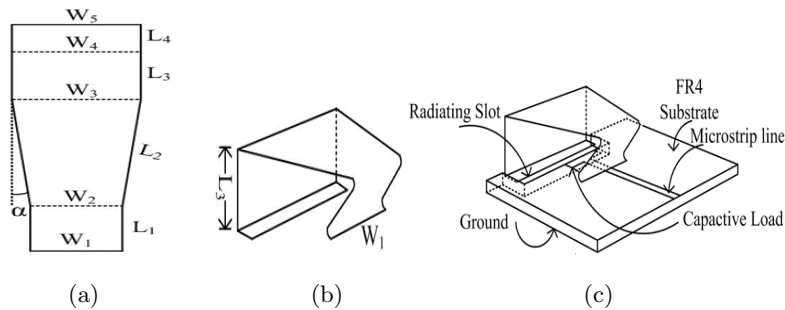 W5
W4
L4
W3
L3
L2
W2
α
W1
L1
(a)
L3
W1
(b)
FR4
Substrate
Radiating Slot
Microstrip line
Capactive Load
Ground
(c)